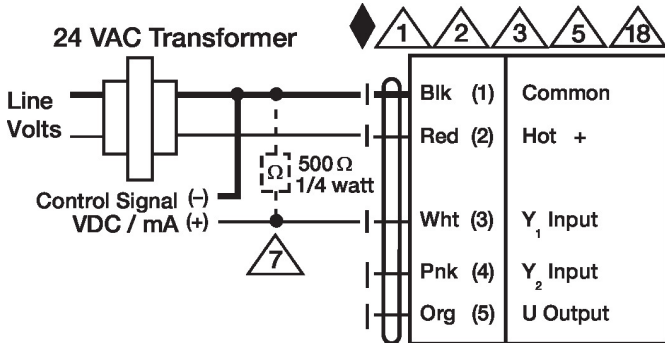 1 2 3 5 18
24 VAC Transformer
Line
Volts
Blk (1) Common
Red (2) Hot +
Ω 500 Ω
1/4 watt
Control Signal (-)
VDC / mA (+)
Wht (3) Y₁ Input
7
Pnk (4) Y₂ Input
Org (5) U Output